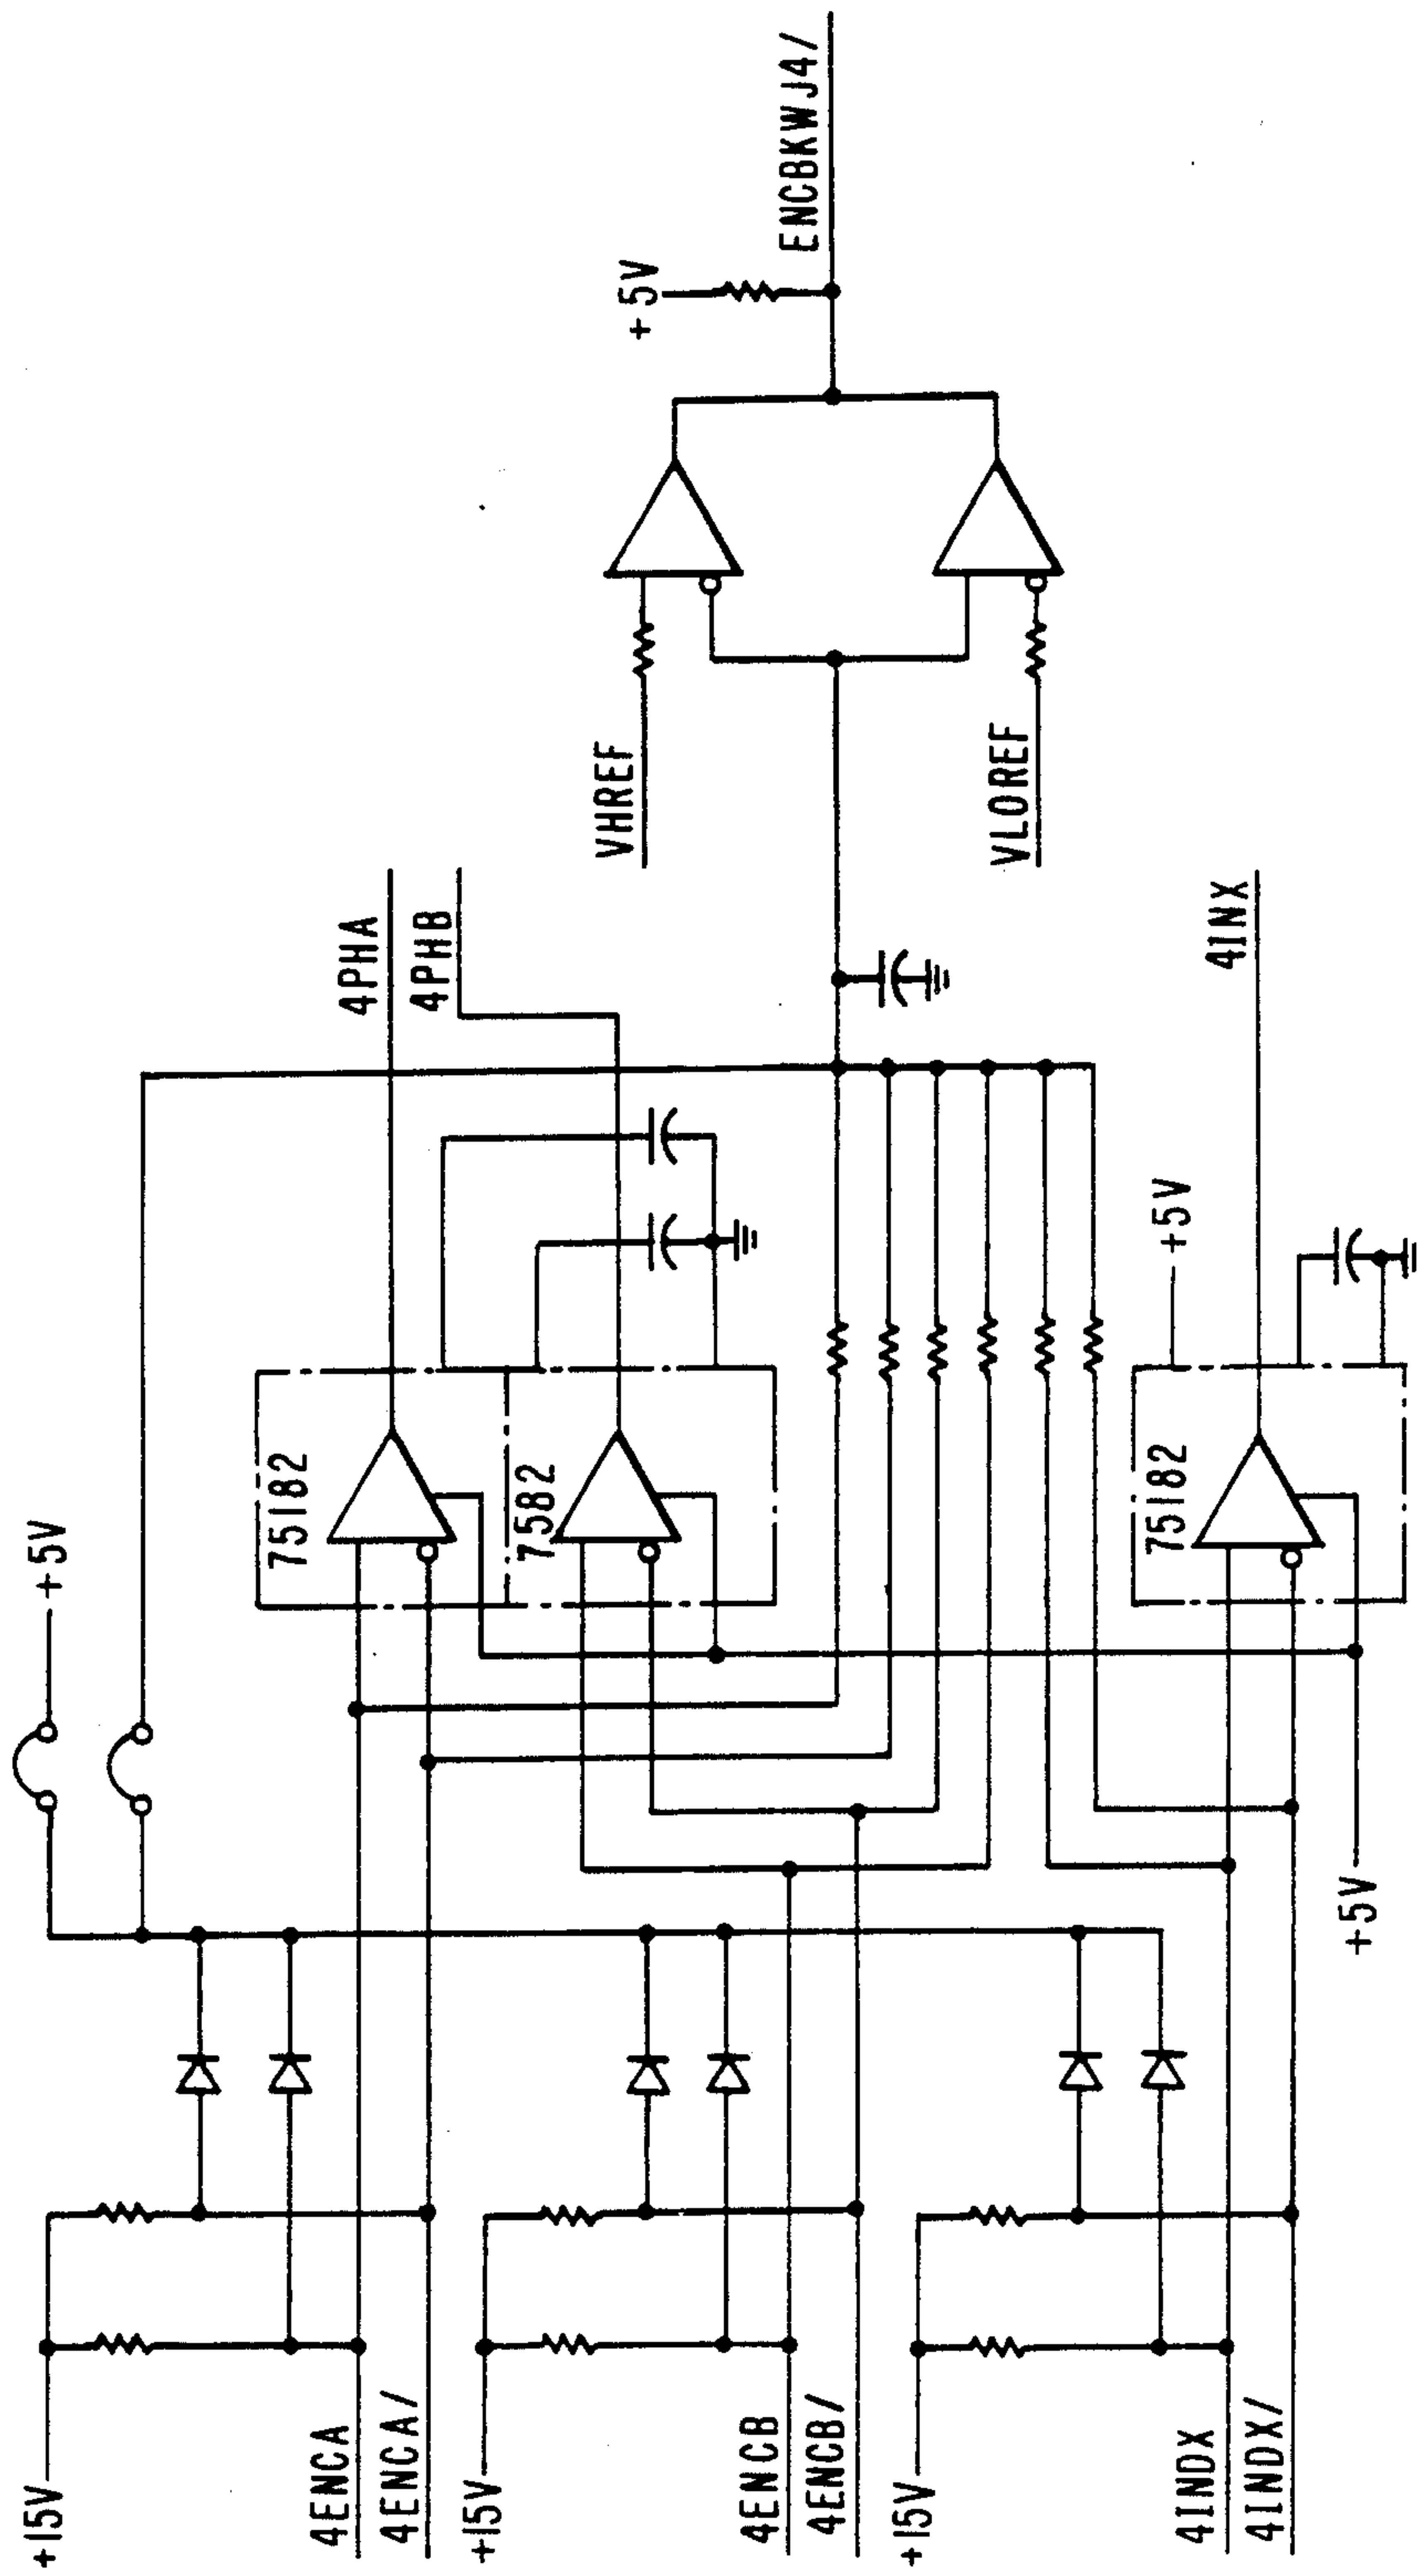 +15V
4ENCA
4ENCA/
+15V
4ENCB
4ENCB/
+15V
4INDX
4INDX/
+5V
+5V
75182
7582
75182
+5V
4PHA
4PHB
4INX
VHREF
VLOREF
+5V
ENCBKWJ4/